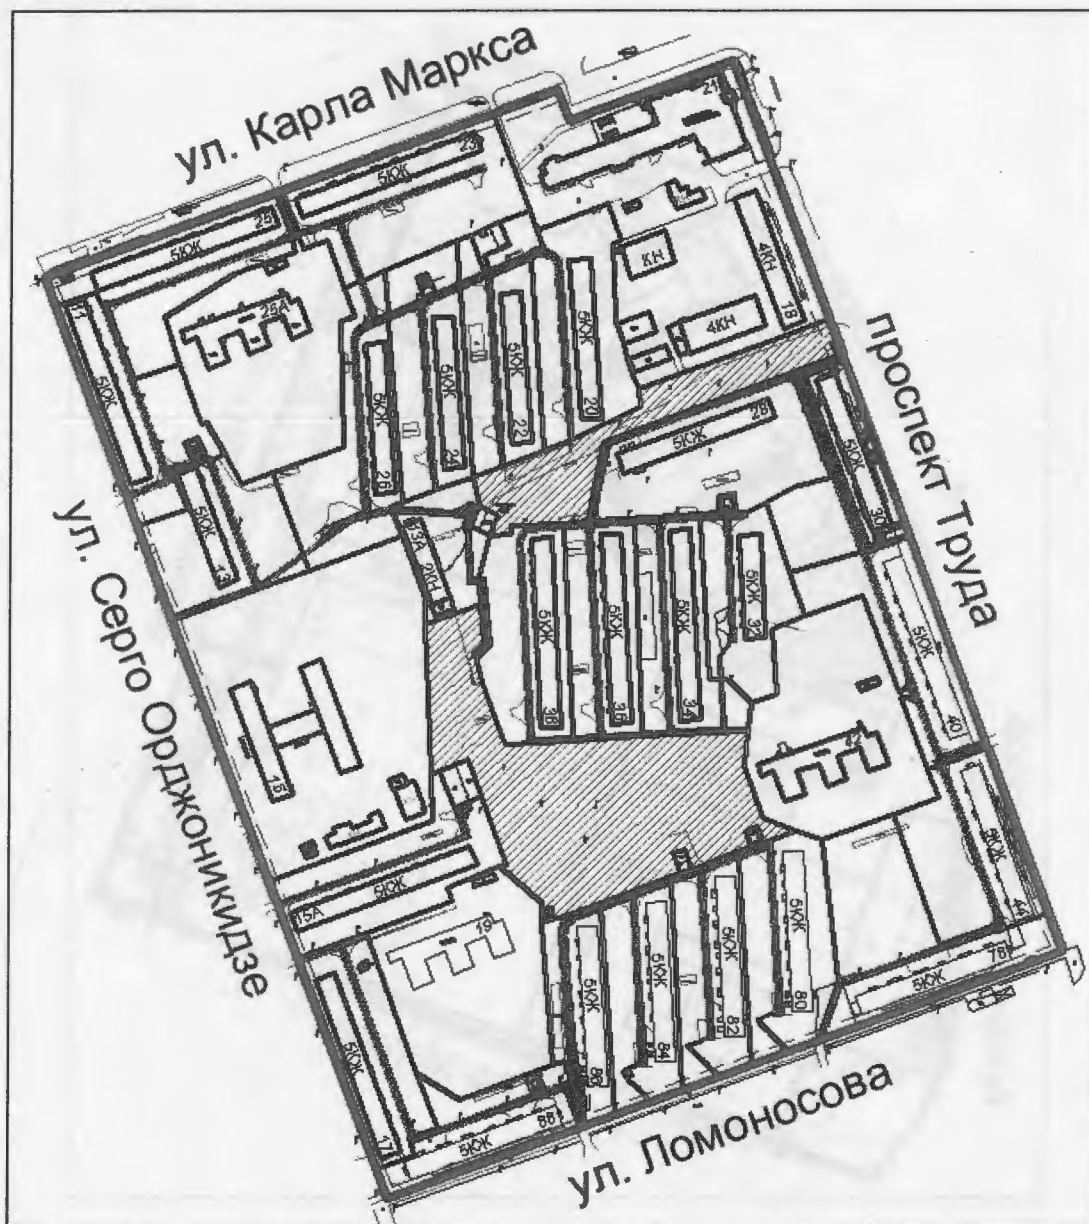 ул. Карла Маркса
21
5КЖ 23
5КЖ 25
КН
4КН
4КН 18
25А
11
5КЖ
5КЖ 20
5КЖ 22
5КЖ 24
5КЖ 26
проспект Труда
5КЖ 28
5КЖ 30
ул. Серго Орджоникидзе
5КЖ 13
13А 2КН
5КЖ 36
5КЖ
5КЖ 34
5КЖ 32
5КЖ 40
5КЖ
15А 5КЖ
19
5КЖ 44
5КЖ 78
5КЖ 80
5КЖ 82
5КЖ 84
5КЖ 86
5КЖ 17
5КЖ 88
ул. Ломоносова